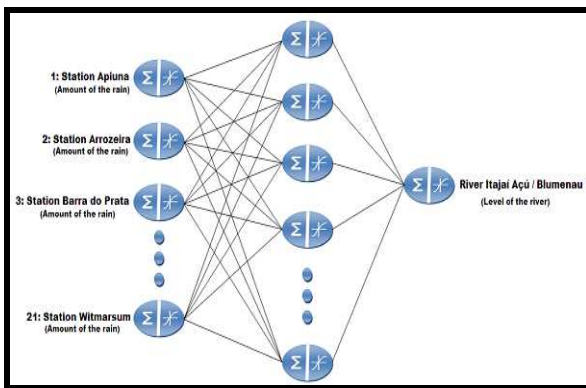 1: Station Apiuna
(Amount of the rain)
2: Station Arrozeira
(Amount of the rain)
3: Station Barra do Prata
(Amount of the rain)
21: Station Witmarsum
(Amount of the rain)
River Itajaí Açú / Blumenau
(Level of the river)
Σ
Σ
Σ
Σ
Σ
Σ
Σ
Σ
Σ
Σ